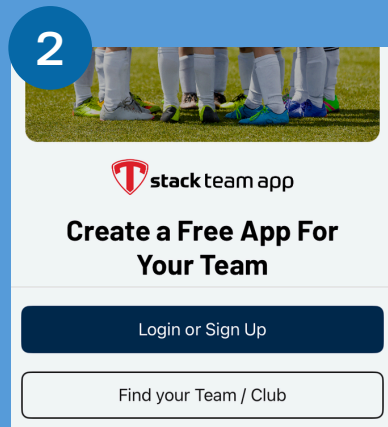 2
stack team app
Create a Free App For
Your Team
Login or Sign Up
Find your Team / Club